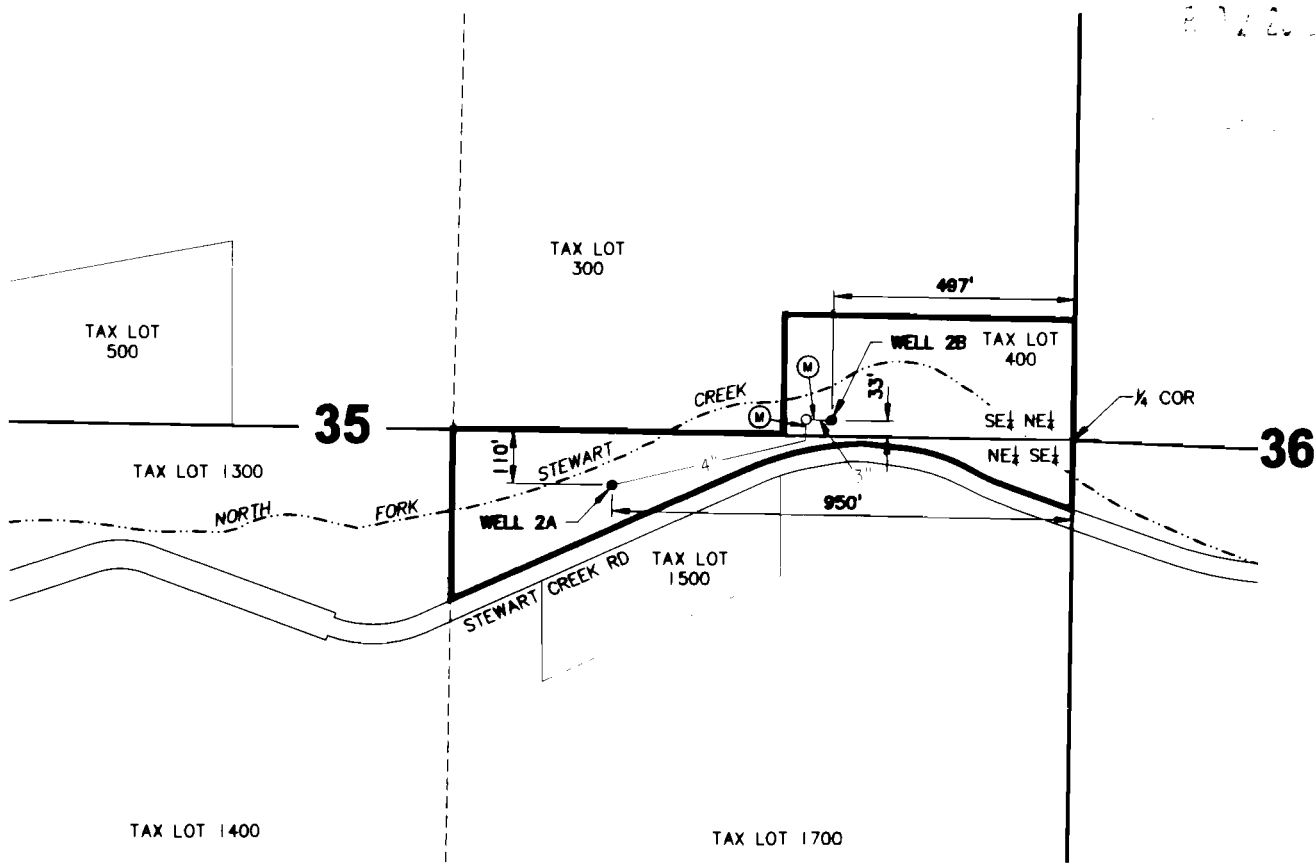 TAX LOT
300
497'
TAX LOT
500
WELL 2B
TAX LOT
400
M
33'
CREEK
M
¼ COR
35
SE¼ NE¼
36
NE¼ SE¼
110'
STEWART
4"
3"
TAX LOT 1300
NORTH
FORK
WELL 2A
950'
TAX LOT
1500
STEWART CREEK RD
TAX LOT 1400
TAX LOT 1700